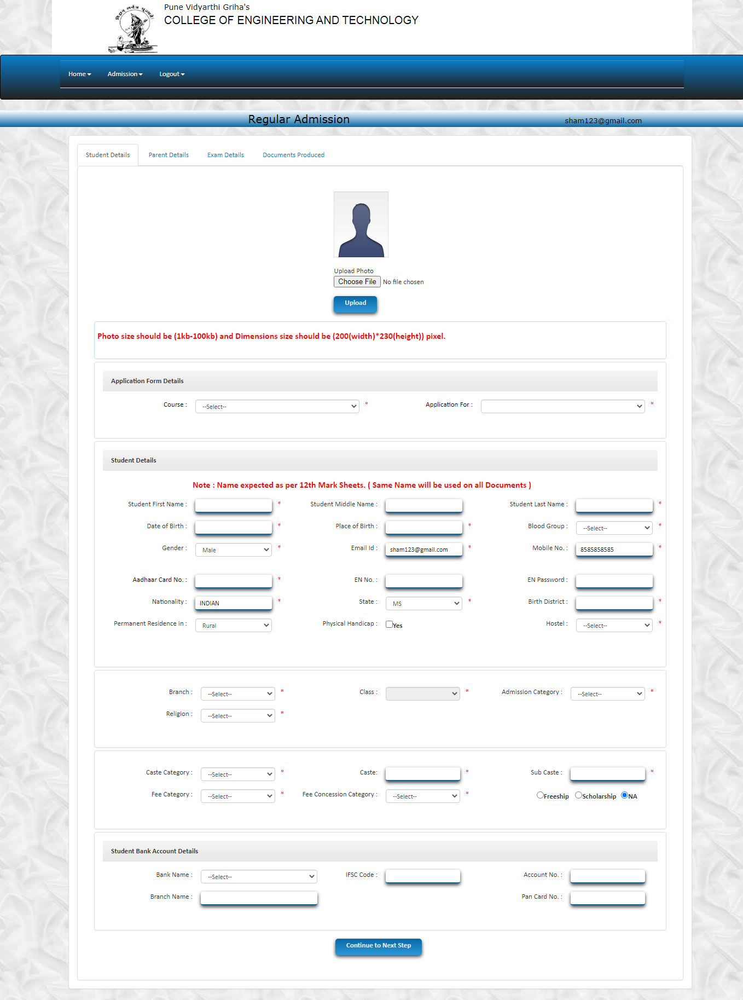 विद्वान सर्वत्र पूज्यते
Pune Vidyarthi Griha's
COLLEGE OF ENGINEERING AND TECHNOLOGY
Home Admission Logout
Regular Admission sham123@gmail.com
Student Details Parent Details Exam Details Documents Produced
Upload Photo
Choose File No file chosen
Upload
Photo size should be (1kb-100kb) and Dimensions size should be (200(width)*230(height)) pixel.
Application Form Details
Course : --Select-- * Application For : *
Student Details
Note : Name expected as per 12th Mark Sheets. ( Same Name will be used on all Documents )
Student First Name : * Student Middle Name : Student Last Name : *
Date of Birth : * Place of Birth : * Blood Group : --Select-- *
Gender : Male * Email Id : sham123@gmail.com * Mobile No. : 8585858585 *
Aadhaar Card No. : * EN No. : EN Password :
Nationality : INDIAN * State : MS * Birth District : *
Permanent Residence in : Rural Physical Handicap : Yes Hostel : --Select-- *
Branch : --Select-- * Class : * Admission Category : --Select-- *
Religion : --Select-- *
Caste Category : --Select-- * Caste: * Sub Caste : *
Fee Category : --Select-- * Fee Concession Category : --Select-- * Freeship Scholarship NA
Student Bank Account Details
Bank Name : --Select-- IFSC Code : Account No. :
Branch Name : Pan Card No. :
Continue to Next Step